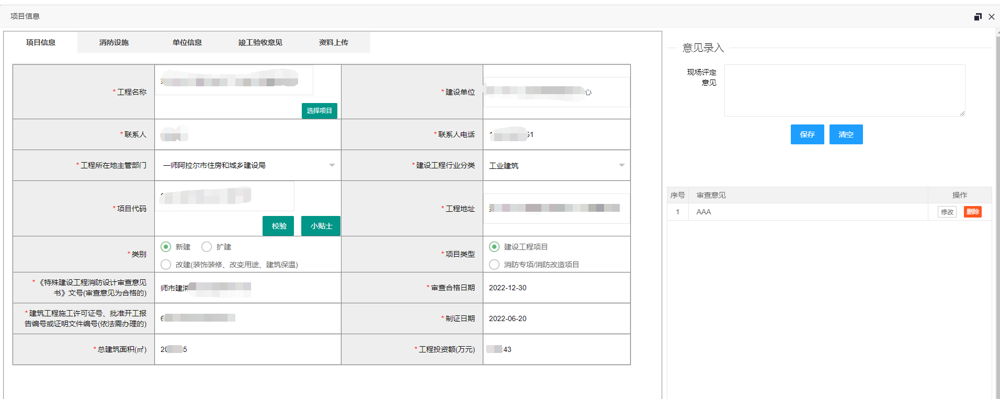 项目信息
项目信息 消防设施 单位信息 竣工验收意见 资料上传
*工程名称
选择项目
*建设单位 心
*联系人
*联系人电话 61
*工程所在地主管部门 一师阿拉尔市住房和城乡建设局
*建设工程行业分类 工业建筑
*项目代码
校验 小贴士
*工程地址
*类别 新建 扩建
改建(装饰装修、改变用途、建筑保温)
*项目类型 建设工程项目
消防专项/消防改造项目
*《特殊建设工程消防设计审查意见
书》文号(审查意见为合格的)
师市建消
*审查合格日期 2022-12-30
*建筑工程施工许可证号、批准开工报
告编号或证明文件编号(依法需办理的)
6
*制证日期 2022-06-20
*总建筑面积(㎡) 20 5
*工程投资额(万元) 43
意见录入
现场评定
意见
保存 清空
序号 审查意见 操作
1 AAA 修改 删除